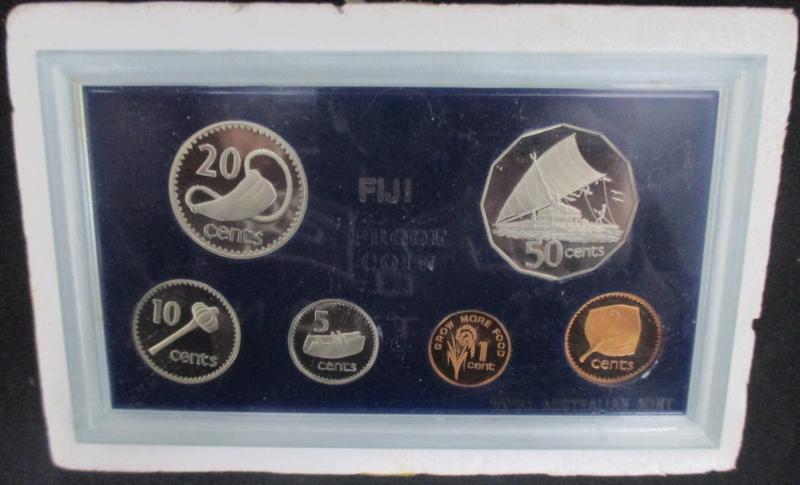 20
cents
FIJI
PROOF
COIN
50 cents
10
cents
5
cents
GROW MORE FOOD
1
cent
2
cents
ROYAL AUSTRALIAN MINT